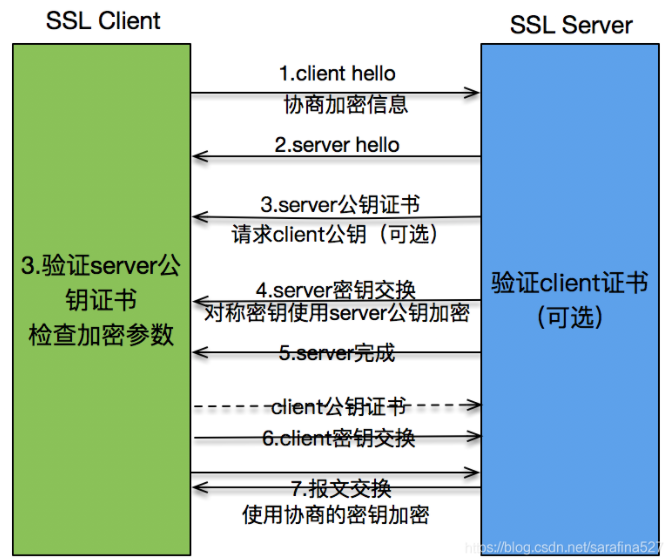 SSL Client
SSL Server
1.client hello
协商加密信息
2.server hello
3.server公钥证书
请求client公钥（可选）
3.验证server公
钥证书
检查加密参数
4.server密钥交换
对称密钥使用server公钥加密
验证client证书
（可选）
5.server完成
client公钥证书
6.client密钥交换
7.报文交换
使用协商的密钥加密
https://blog.csdn.net/sarafina527